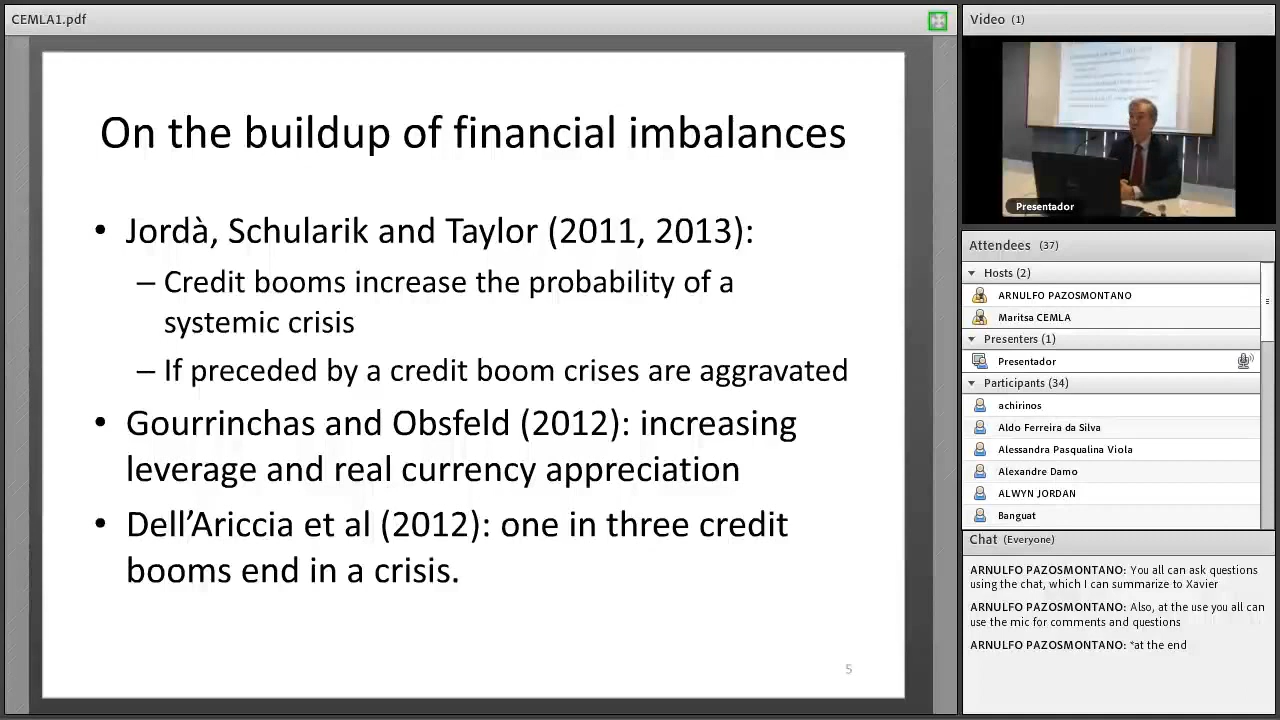 CEMLA1.pdf
On the buildup of financial imbalances
• Jordà, Schularik and Taylor (2011, 2013):
– Credit booms increase the probability of a
systemic crisis
– If preceded by a credit boom crises are aggravated
• Gourrinchas and Obsfeld (2012): increasing
leverage and real currency appreciation
• Dell’Ariccia et al (2012): one in three credit
booms end in a crisis.
5
Video (1)
Presentador
Attendees (37)
Hosts (2)
ARNULFO PAZOSMONTANO
Maritsa CEMLA
Presenters (1)
Presentador
Participants (34)
achirinos
Aldo Ferreira da Silva
Alessandra Pasqualina Viola
Alexandre Damo
ALWYN JORDAN
Banguat
Chat (Everyone)
ARNULFO PAZOSMONTANO: You all can ask questions
using the chat, which I can summarize to Xavier
ARNULFO PAZOSMONTANO: Also, at the use you all can
use the mic for comments and questions
ARNULFO PAZOSMONTANO: *at the end